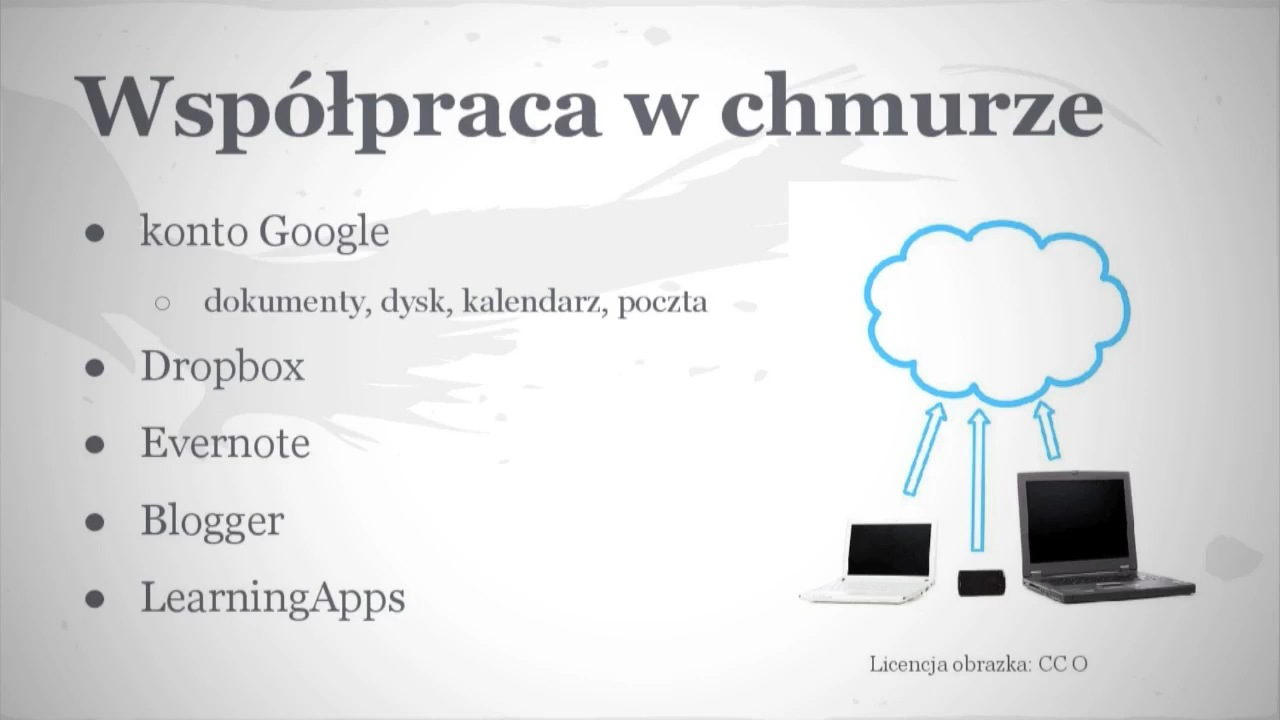 Współpraca w chmurze
konto Google
dokumenty, dysk, kalendarz, poczta
Dropbox
Evernote
Blogger
LearningApps
Licencja obrazka: CC O